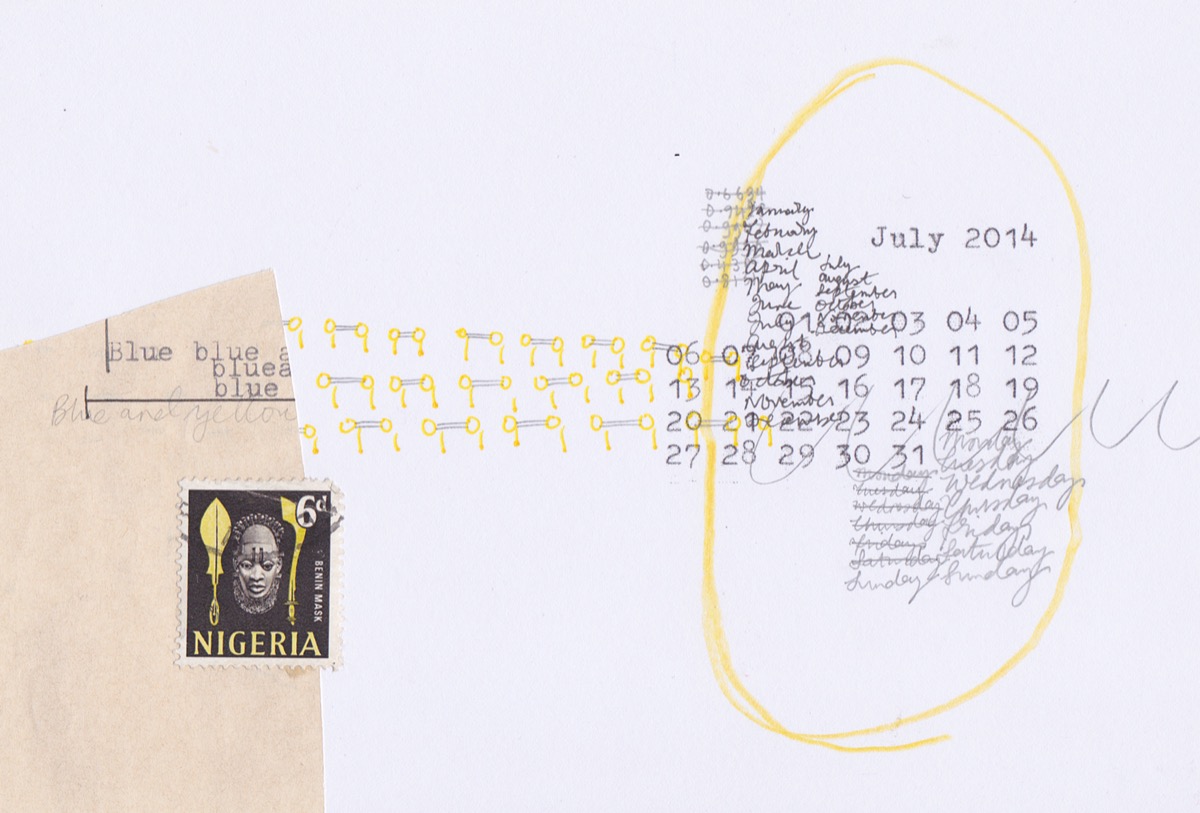 Blue blue a
bluea
blue
Blue and yellow
6d
BENIN MASK
NIGERIA
January
February
March
April
May
June
July
August
September
October
November
December
July
August
September
October
November
December
July 2014
01 03 04 05
06 07 08 09 10 11 12
13 14 15 16 17 18 19
20 21 22 23 24 25 26
27 28 29 30 31
Monday
Tuesday
Wednesday
Thursday
Friday
Saturday
Sunday
Monday
Tuesday
Wednesday
Thursday
Friday
Saturday
Sunday